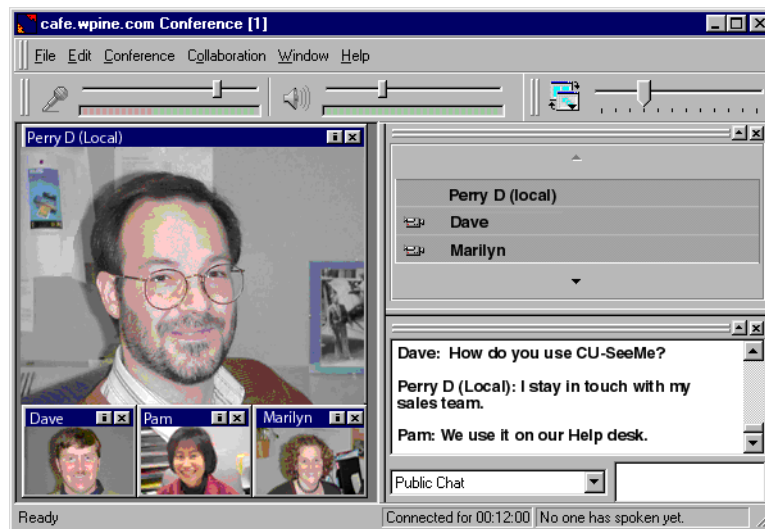 cafe.wpine.com Conference [1]
File Edit Conference Collaboration Window Help
Perry D (Local)
Perry D (local)
Dave
Marilyn
Dave: How do you use CU-SeeMe?
Perry D (Local): I stay in touch with my
sales team.
Pam: We use it on our Help desk.
Dave
Pam
Marilyn
Public Chat
Ready
Connected for 00:12:00
No one has spoken yet.